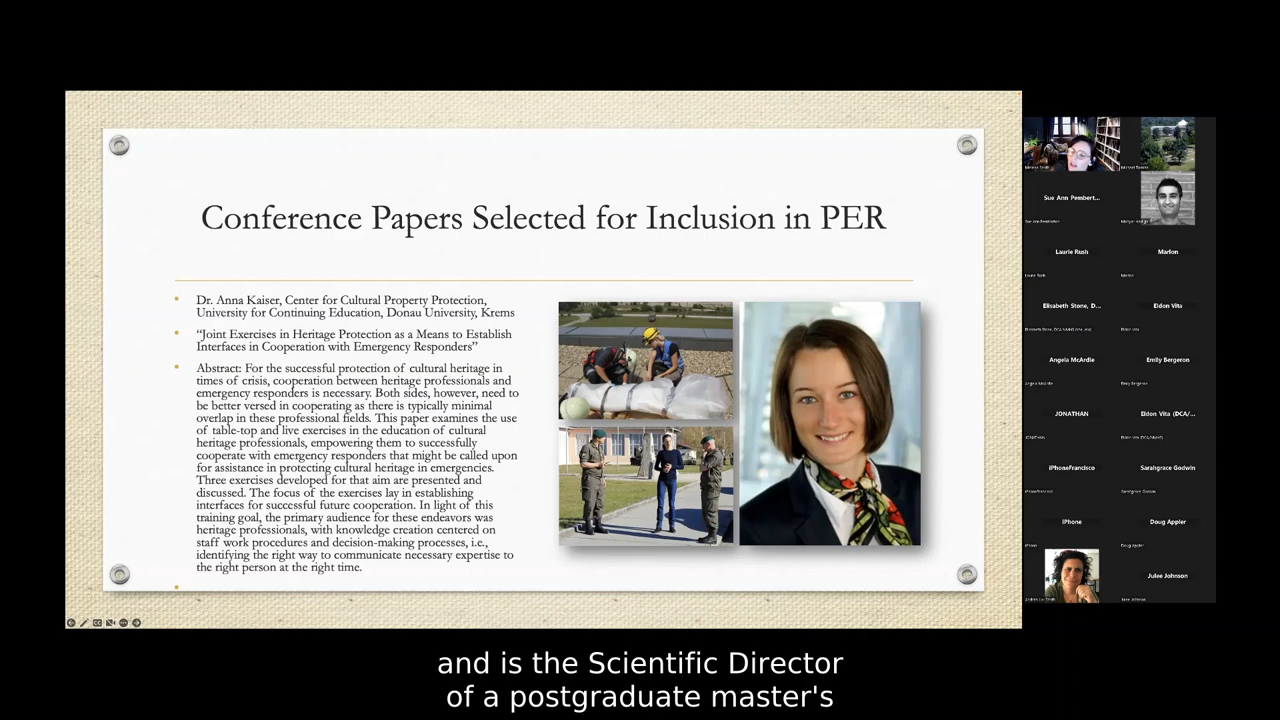 Conference Papers Selected for Inclusion in PER
Dr. Anna Kaiser, Center for Cultural Property Protection,
University for Continuing Education, Donau University, Krems
“Joint Exercises in Heritage Protection as a Means to Establish
Interfaces in Cooperation with Emergency Responders”
Abstract: For the successful protection of cultural heritage in
times of crisis, cooperation between heritage professionals and
emergency responders is necessary. Both sides, however, need to
be better versed in cooperating as there is typically minimal
overlap in these professional fields. This paper examines the use
of table-top and live exercises in the education of cultural
heritage professionals, empowering them to successfully
cooperate with emergency responders that might be called upon
for assistance in protecting cultural heritage in emergencies.
Three exercises developed for that aim are presented and
discussed. The focus of the exercises lay in establishing
interfaces for successful future cooperation. In light of this
training goal, the primary audience for these endeavors was
heritage professionals, with knowledge creation centered on
staff work procedures and decision-making processes, i.e.,
identifying the right way to communicate necessary expertise to
the right person at the right time.
Sue Ann Pembert...
Laurie Rush
Marlon
Elisabeth Stone, D...
Eldon Vita
Angela McArdle
Emily Bergeron
JONATHAN
Eldon Vita (DCA/...
iPhoneFrancisco
Sarahgrace Godwin
iPhone
Doug Appler
Julee Johnson
and is the Scientific Director
of a postgraduate master's